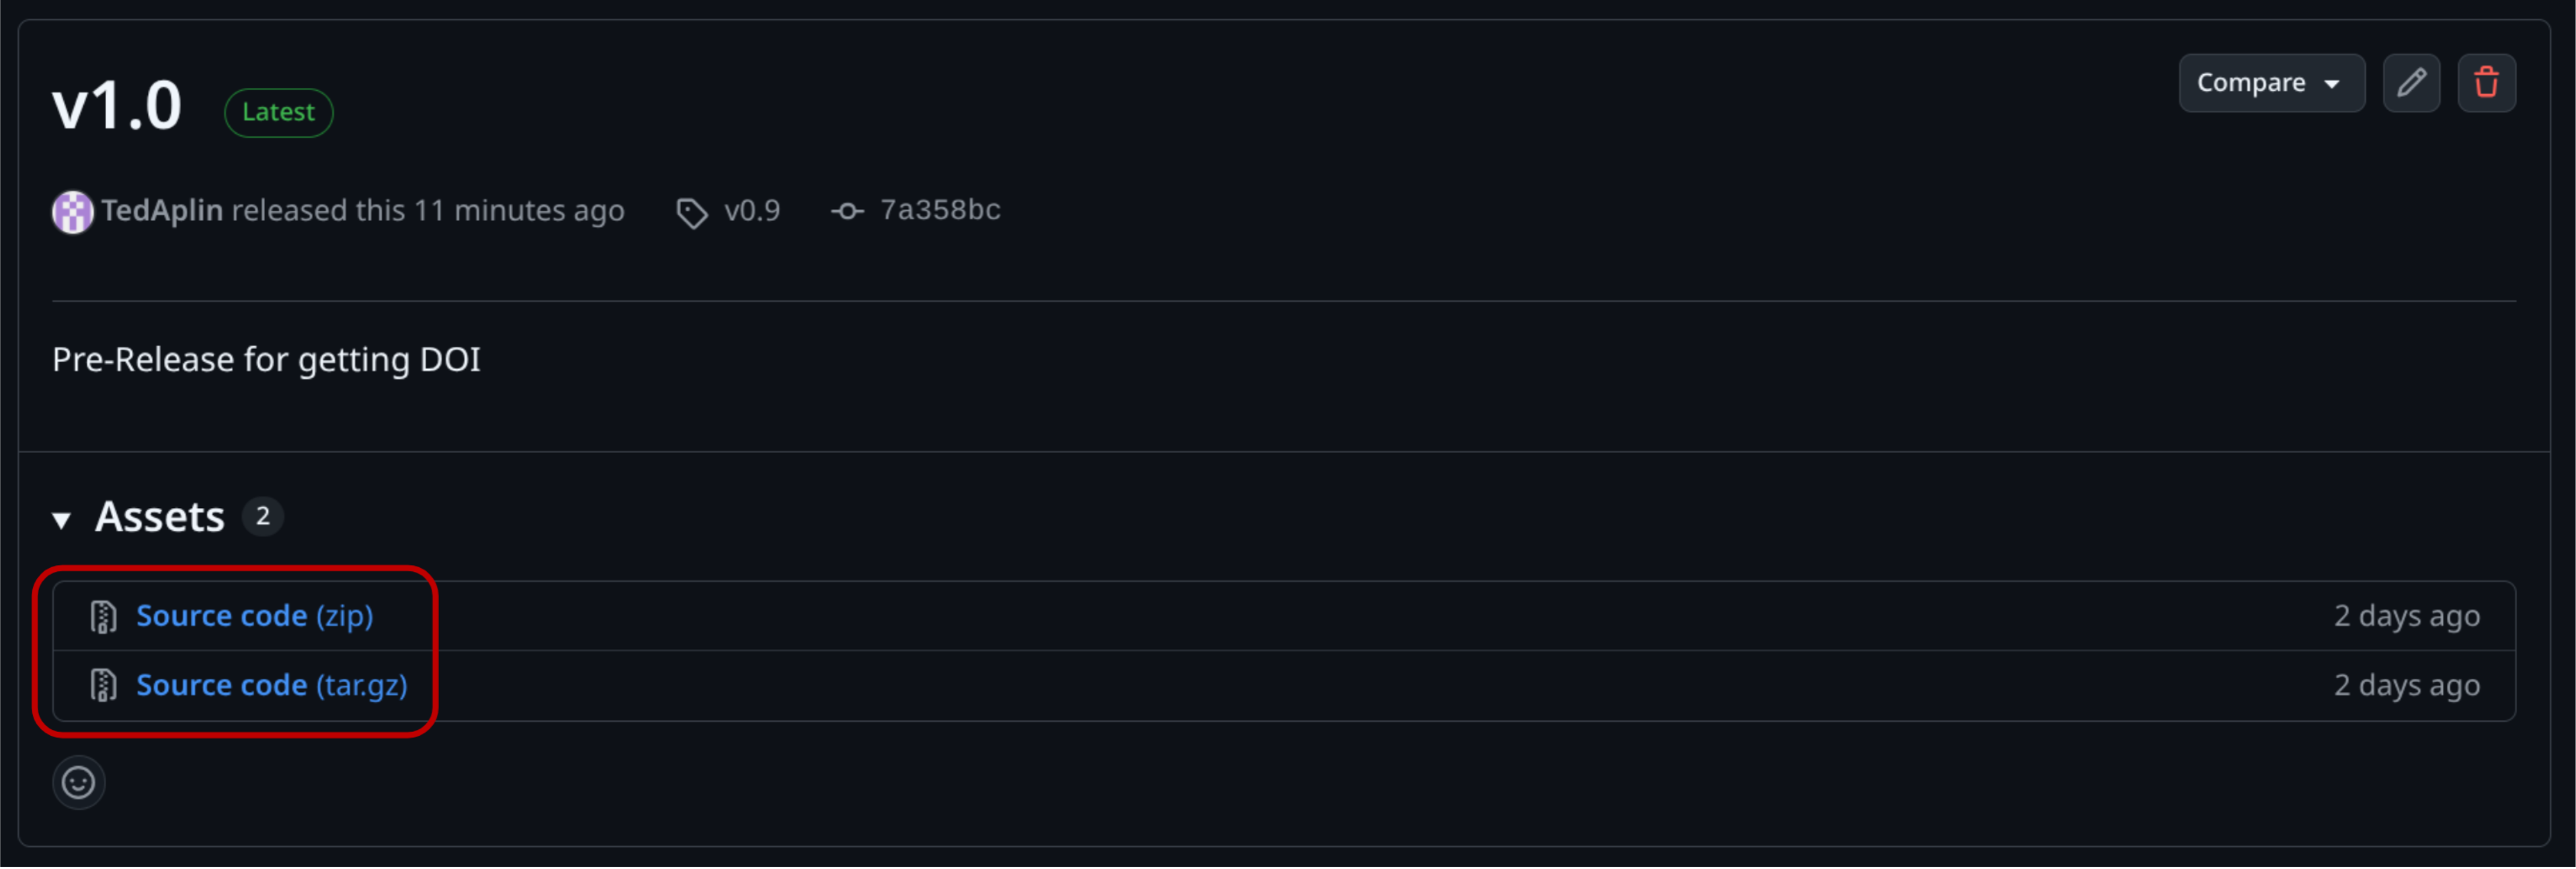 v1.0 Latest Compare
TedAplin released this 11 minutes ago v0.9 7a358bc
Pre-Release for getting DOI
Assets 2
Source code (zip) 2 days ago
Source code (tar.gz) 2 days ago